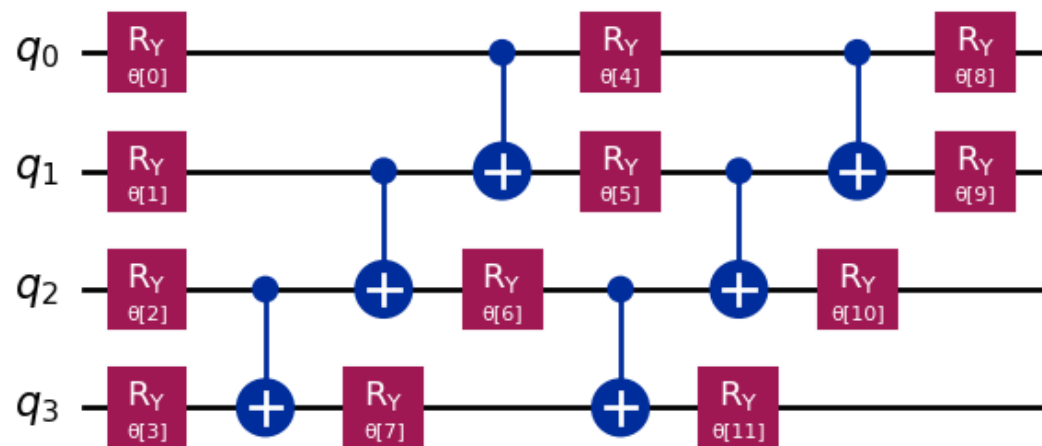 q0 RY θ[0] RY θ[4] RY θ[8]
q1 RY θ[1] RY θ[5] RY θ[9]
q2 RY θ[2] RY θ[6] RY θ[10]
q3 RY θ[3] RY θ[7] RY θ[11]